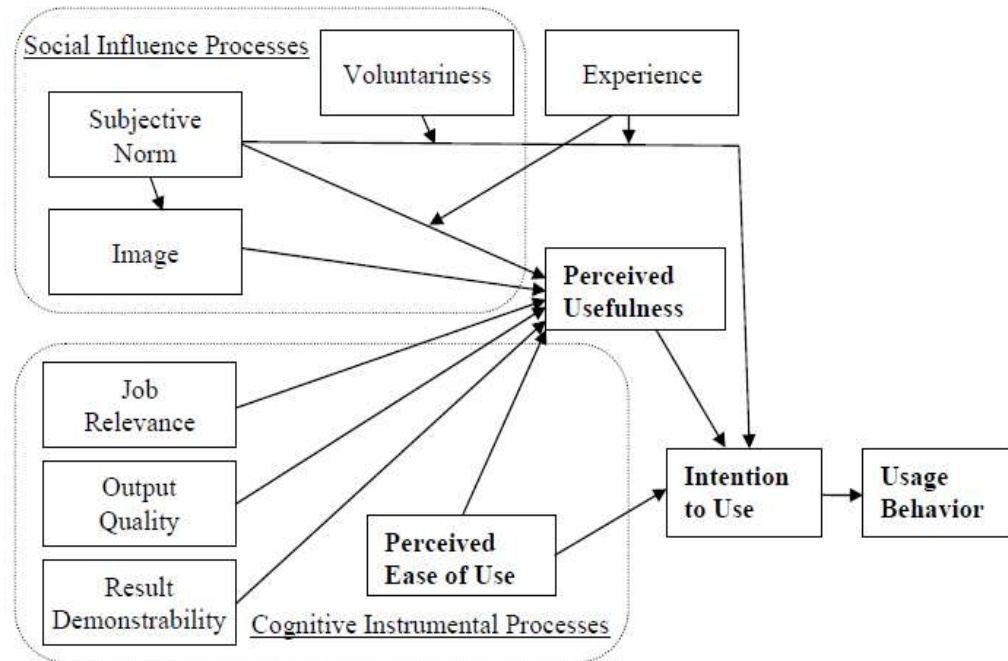 Social Influence Processes
Voluntariness
Experience
Subjective
Norm
Image
Perceived
Usefulness
Job
Relevance
Output
Quality
Result
Demonstrability
Perceived
Ease of Use
Intention
to Use
Usage
Behavior
Cognitive Instrumental Processes